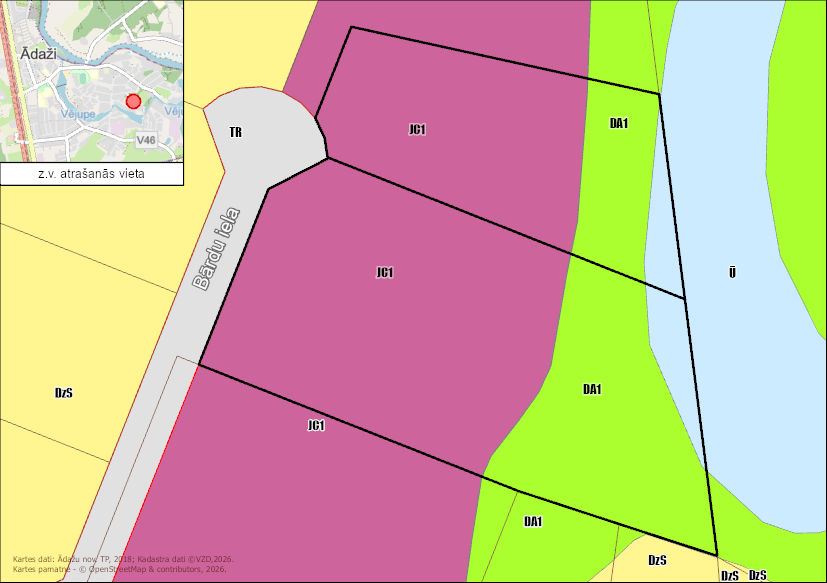 Ādaži
Vējupe
Vēju
V46
z.v. atrašanās vieta
TR
JC1
DA1
Bārdu iela
JC1
Ū
DzS
DA1
JC1
DA1
DzS
DzS
DzS
Kartes dati: Ādažu nov. TP, 2018; Kadastra dati ©VZD,2026.
Kartes pamatne - © OpenStreetMap & contributors, 2026.